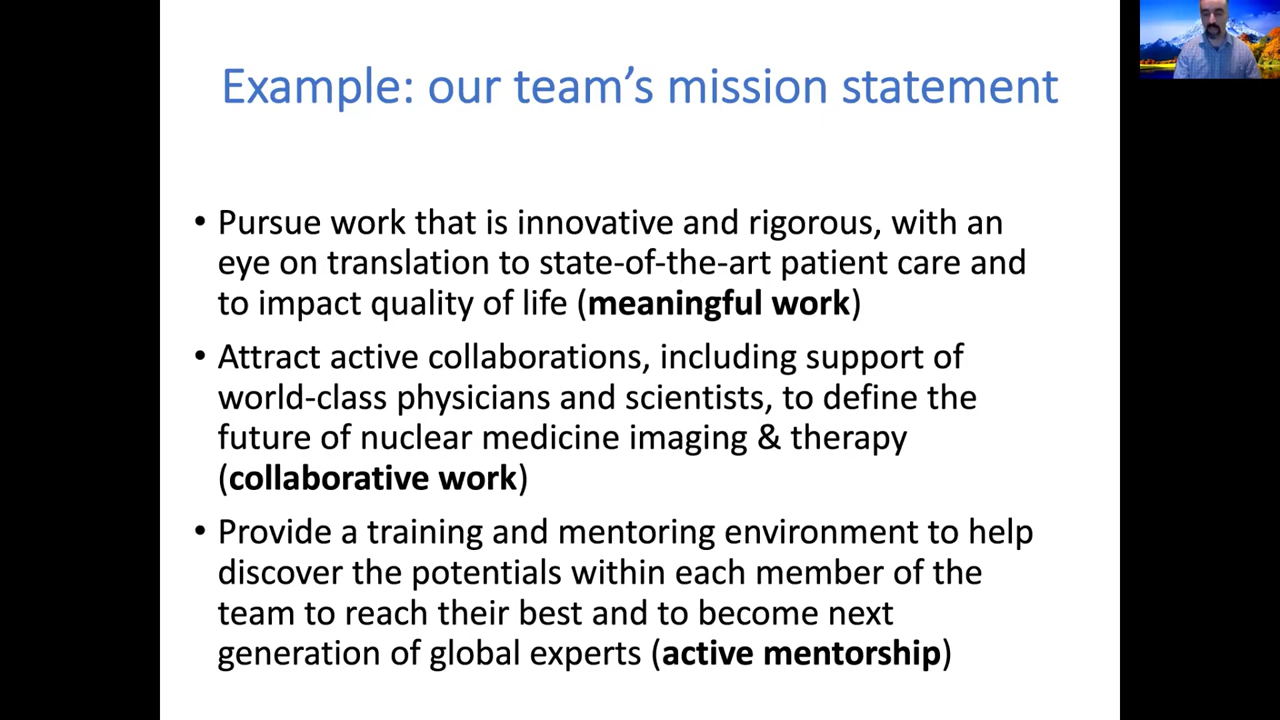 Example: our team’s mission statement
• Pursue work that is innovative and rigorous, with an
eye on translation to state-of-the-art patient care and
to impact quality of life (meaningful work)
• Attract active collaborations, including support of
world-class physicians and scientists, to define the
future of nuclear medicine imaging & therapy
(collaborative work)
• Provide a training and mentoring environment to help
discover the potentials within each member of the
team to reach their best and to become next
generation of global experts (active mentorship)